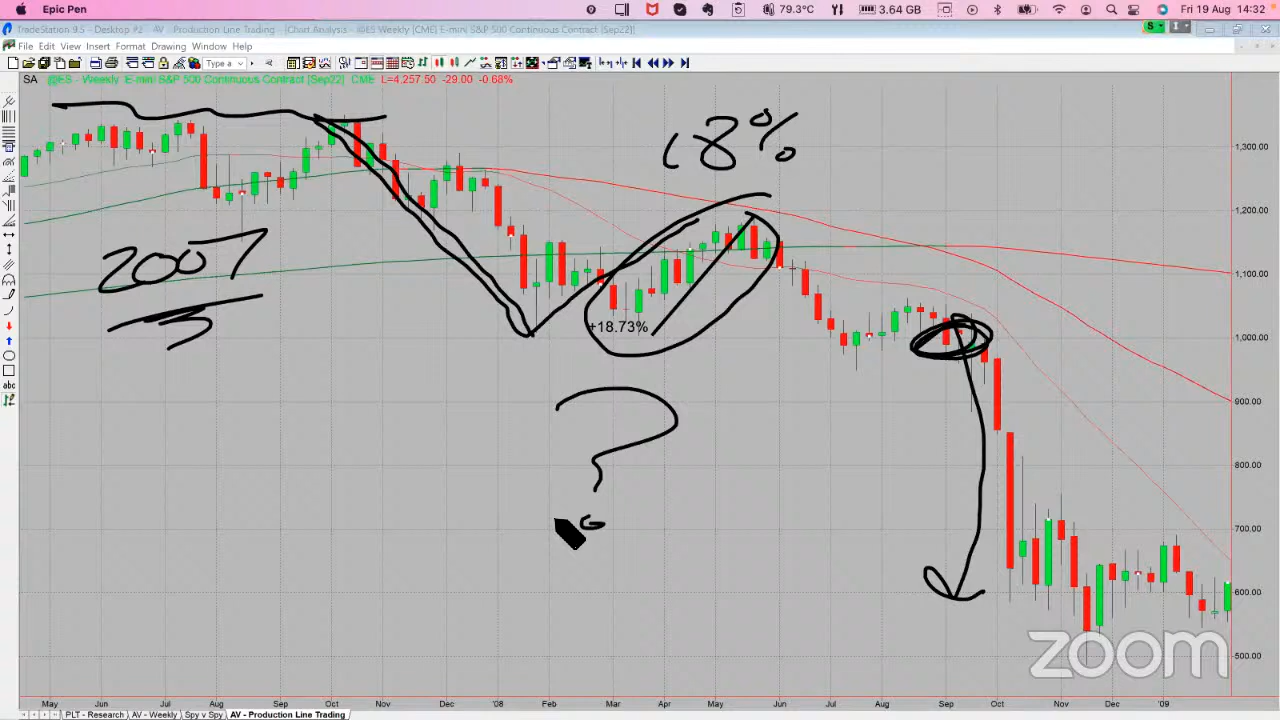 Epic Pen
79.3°C
3.64 GB
Fri 19 Aug 14:32
TradeStation 9.5 - Desktop #2 - AV - Production Line Trading - [Chart Analysis - @ES Weekly [CME] E-mini S&P 500 Continuous Contract [Sep22]]
File Edit View Insert Format Drawing Window Help
Type a
SA @ES - Weekly E-mini S&P 500 Continuous Contract [Sep22] CME L=4.257.50 -29.00 -0.68%
18%
1,300.00
1,200.00
2007
1,100.00
+18.73%
1,000.00
900.00
?
800.00
700.00
600.00
zoom
500.00
May Jun Jul Aug Sep Oct Nov Dec '08 Feb Mar Apr May Jun Jul Aug Sep Oct Nov Dec '09
abc
PLT - Research AV - Weekly Spy v Spy AV - Production Line Trading